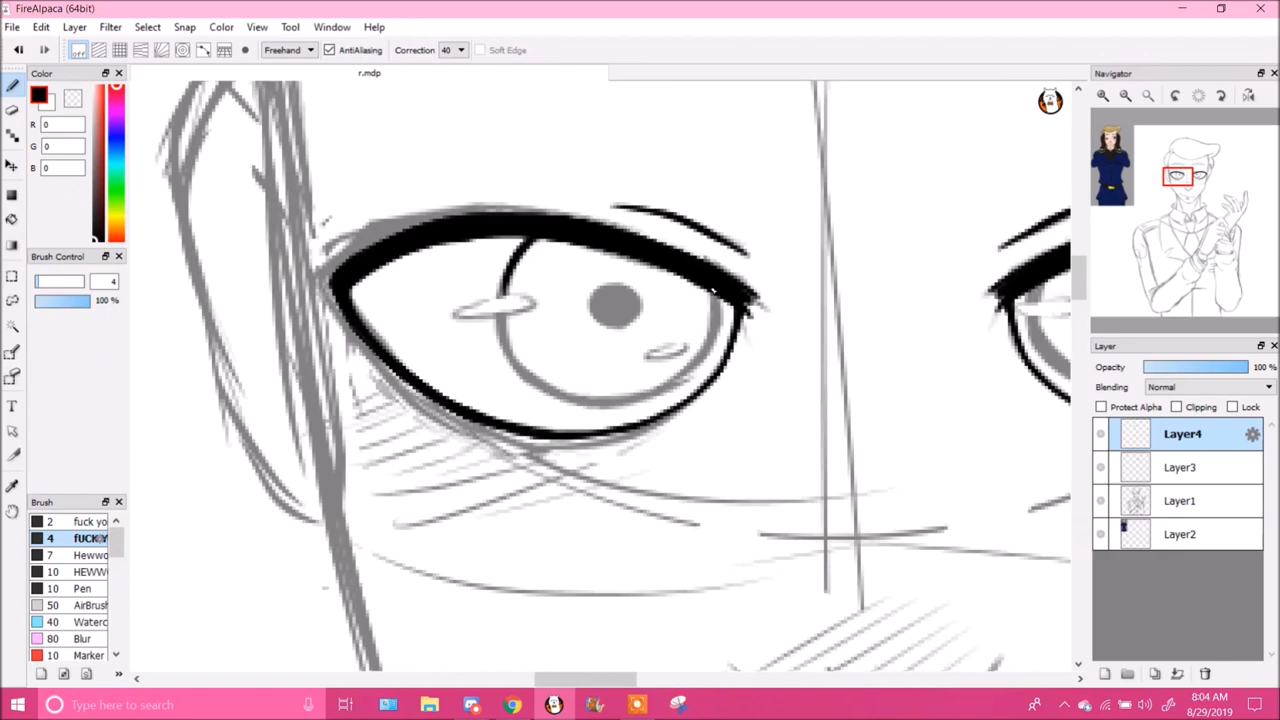 FireAlpaca (64bit)
File Edit Layer Filter Select Snap Color View Tool Window Help
off Freehand AntiAliasing Correction 40 Soft Edge
Color
r.mdp
Navigator
R 0
G 0
B 0
Brush Control
4
100 %
Layer
Opacity 100 %
Blending Normal
Protect Alpha Clipping Lock
Layer4
Layer3
Layer1
Layer2
Brush
2 fuck yo
4 fUCK Y
7 Hewwo
10 HEWW
10 Pen
50 AirBrush
40 Waterc
80 Blur
10 Marker
Type here to search
8:04 AM
8/29/2019